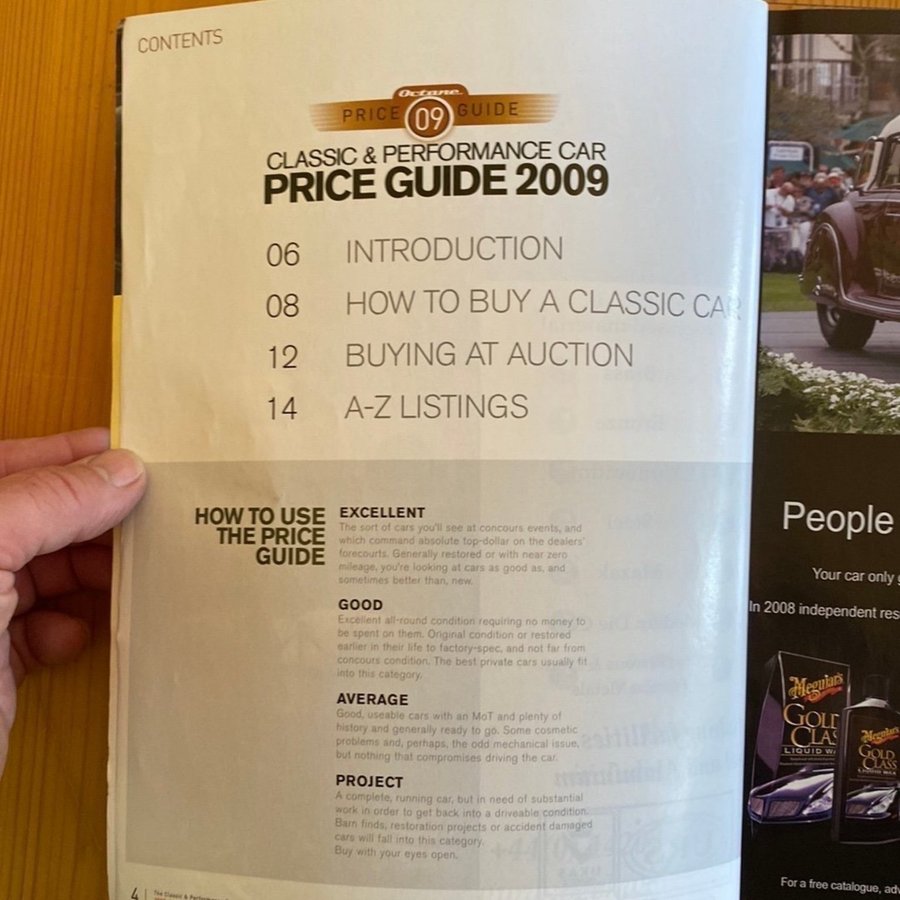 CONTENTS
Octane
PRICE 09 GUIDE
CLASSIC & PERFORMANCE CAR
PRICE GUIDE 2009
06 INTRODUCTION
08 HOW TO BUY A CLASSIC CAR
12 BUYING AT AUCTION
14 A-Z LISTINGS
HOW TO USE
THE PRICE
GUIDE
EXCELLENT
The sort of cars you'll see at concours events, and
which command absolute top-dollar on the dealers'
forecourts. Generally restored or with near zero
mileage, you're looking at cars as good as, and
sometimes better than, new.
GOOD
Excellent all-round condition requiring no money to
be spent on them. Original condition or restored
earlier in their life to factory-spec, and not far from
concours condition. The best private cars usually fit
into this category.
AVERAGE
Good, useable cars with an MoT and plenty of
history and generally ready to go. Some cosmetic
problems and, perhaps, the odd mechanical issue,
but nothing that compromises driving the car.
PROJECT
A complete, running car, but in need of substantial
work in order to get back into a driveable condition.
Barn finds, restoration projects or accident damaged
cars will fall into this category.
Buy with your eyes open.
4
The Classic & Performance
People
Your car only
In 2008 independent res
Meguiar's
GOLD
CLAS
LIQUID WA
Meguiar's
GOLD
CLASS
LIQUID WAX
For a free catalogue, adv